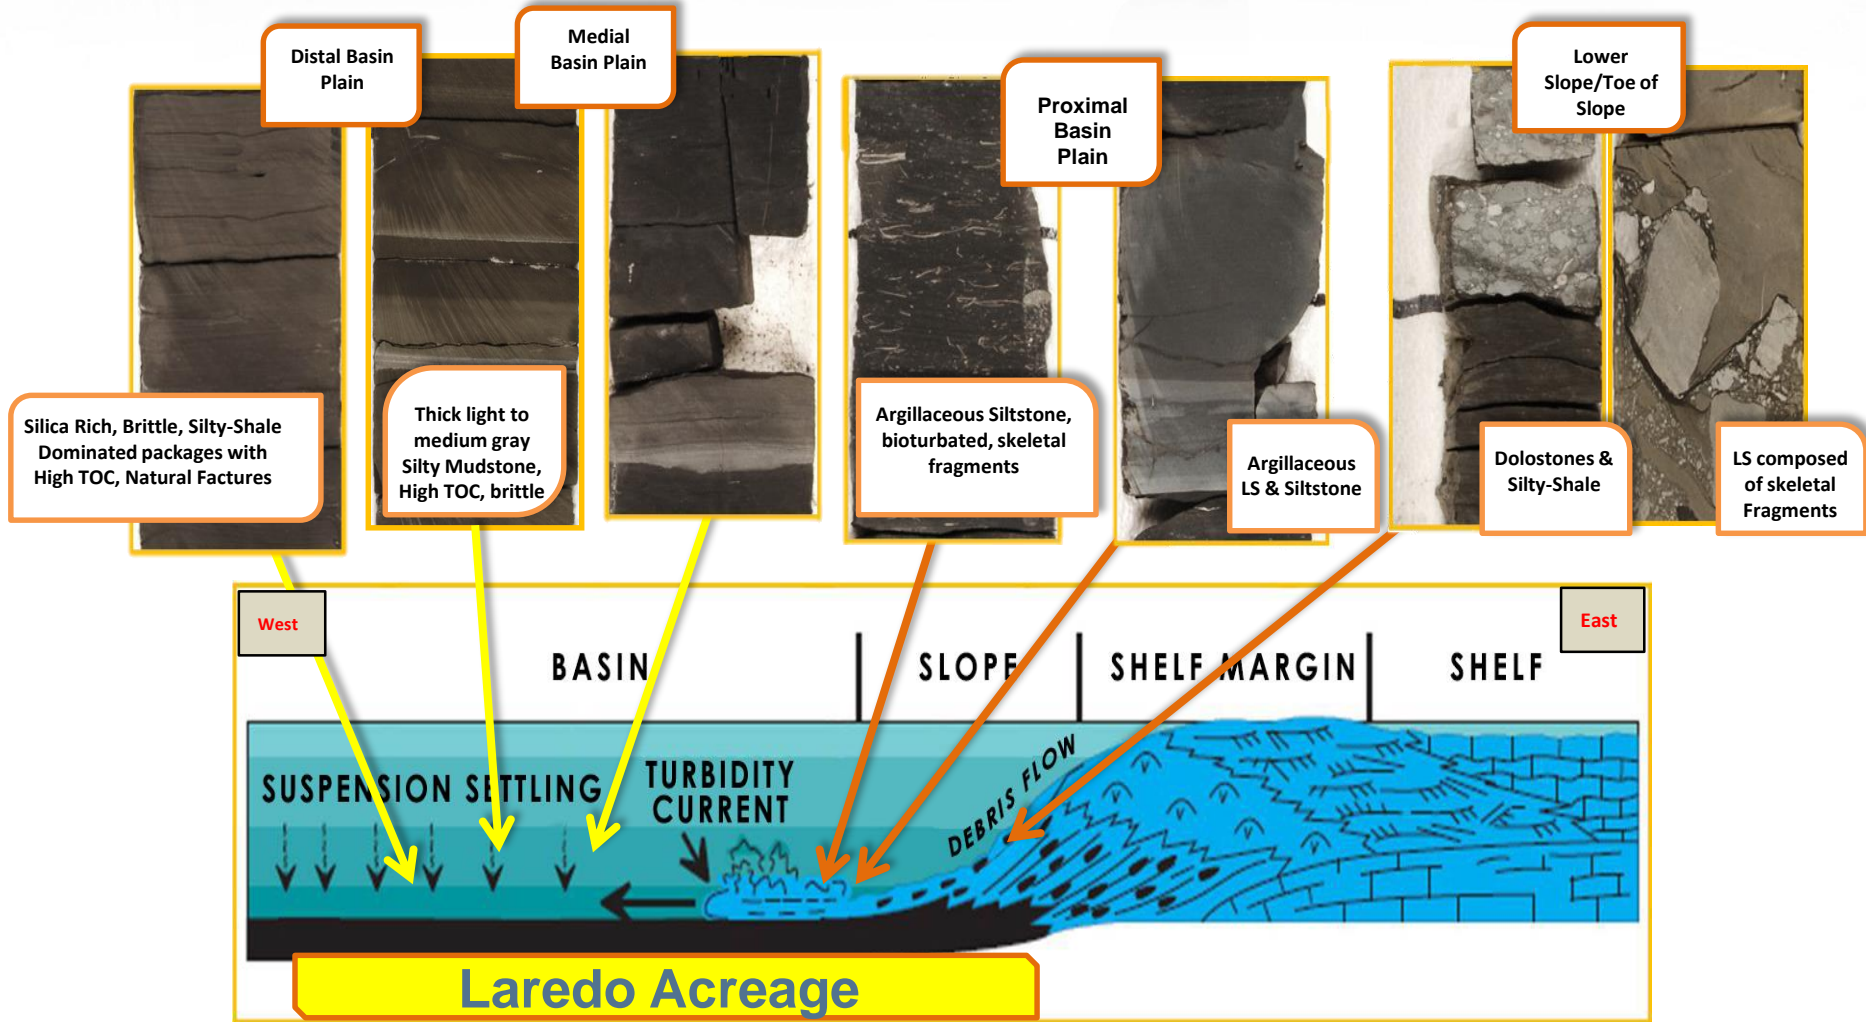 Distal Basin
Plain
Medial
Basin Plain
Proximal
Basin
Plain
Lower
Slope/Toe of
Slope
Silica Rich, Brittle, Silty-Shale
Dominated packages with
High TOC, Natural Factures
Thick light to
medium gray
Silty Mudstone,
High TOC, brittle
Argillaceous Siltstone,
bioturbated, skeletal
fragments
Argillaceous
LS & Siltstone
Dolostones &
Silty-Shale
LS composed
of skeletal
Fragments
West
East
BASIN
SLOPE
SHELF MARGIN
SHELF
SUSPENSION SETTLING
TURBIDITY
CURRENT
DEBRIS FLOW
Laredo Acreage